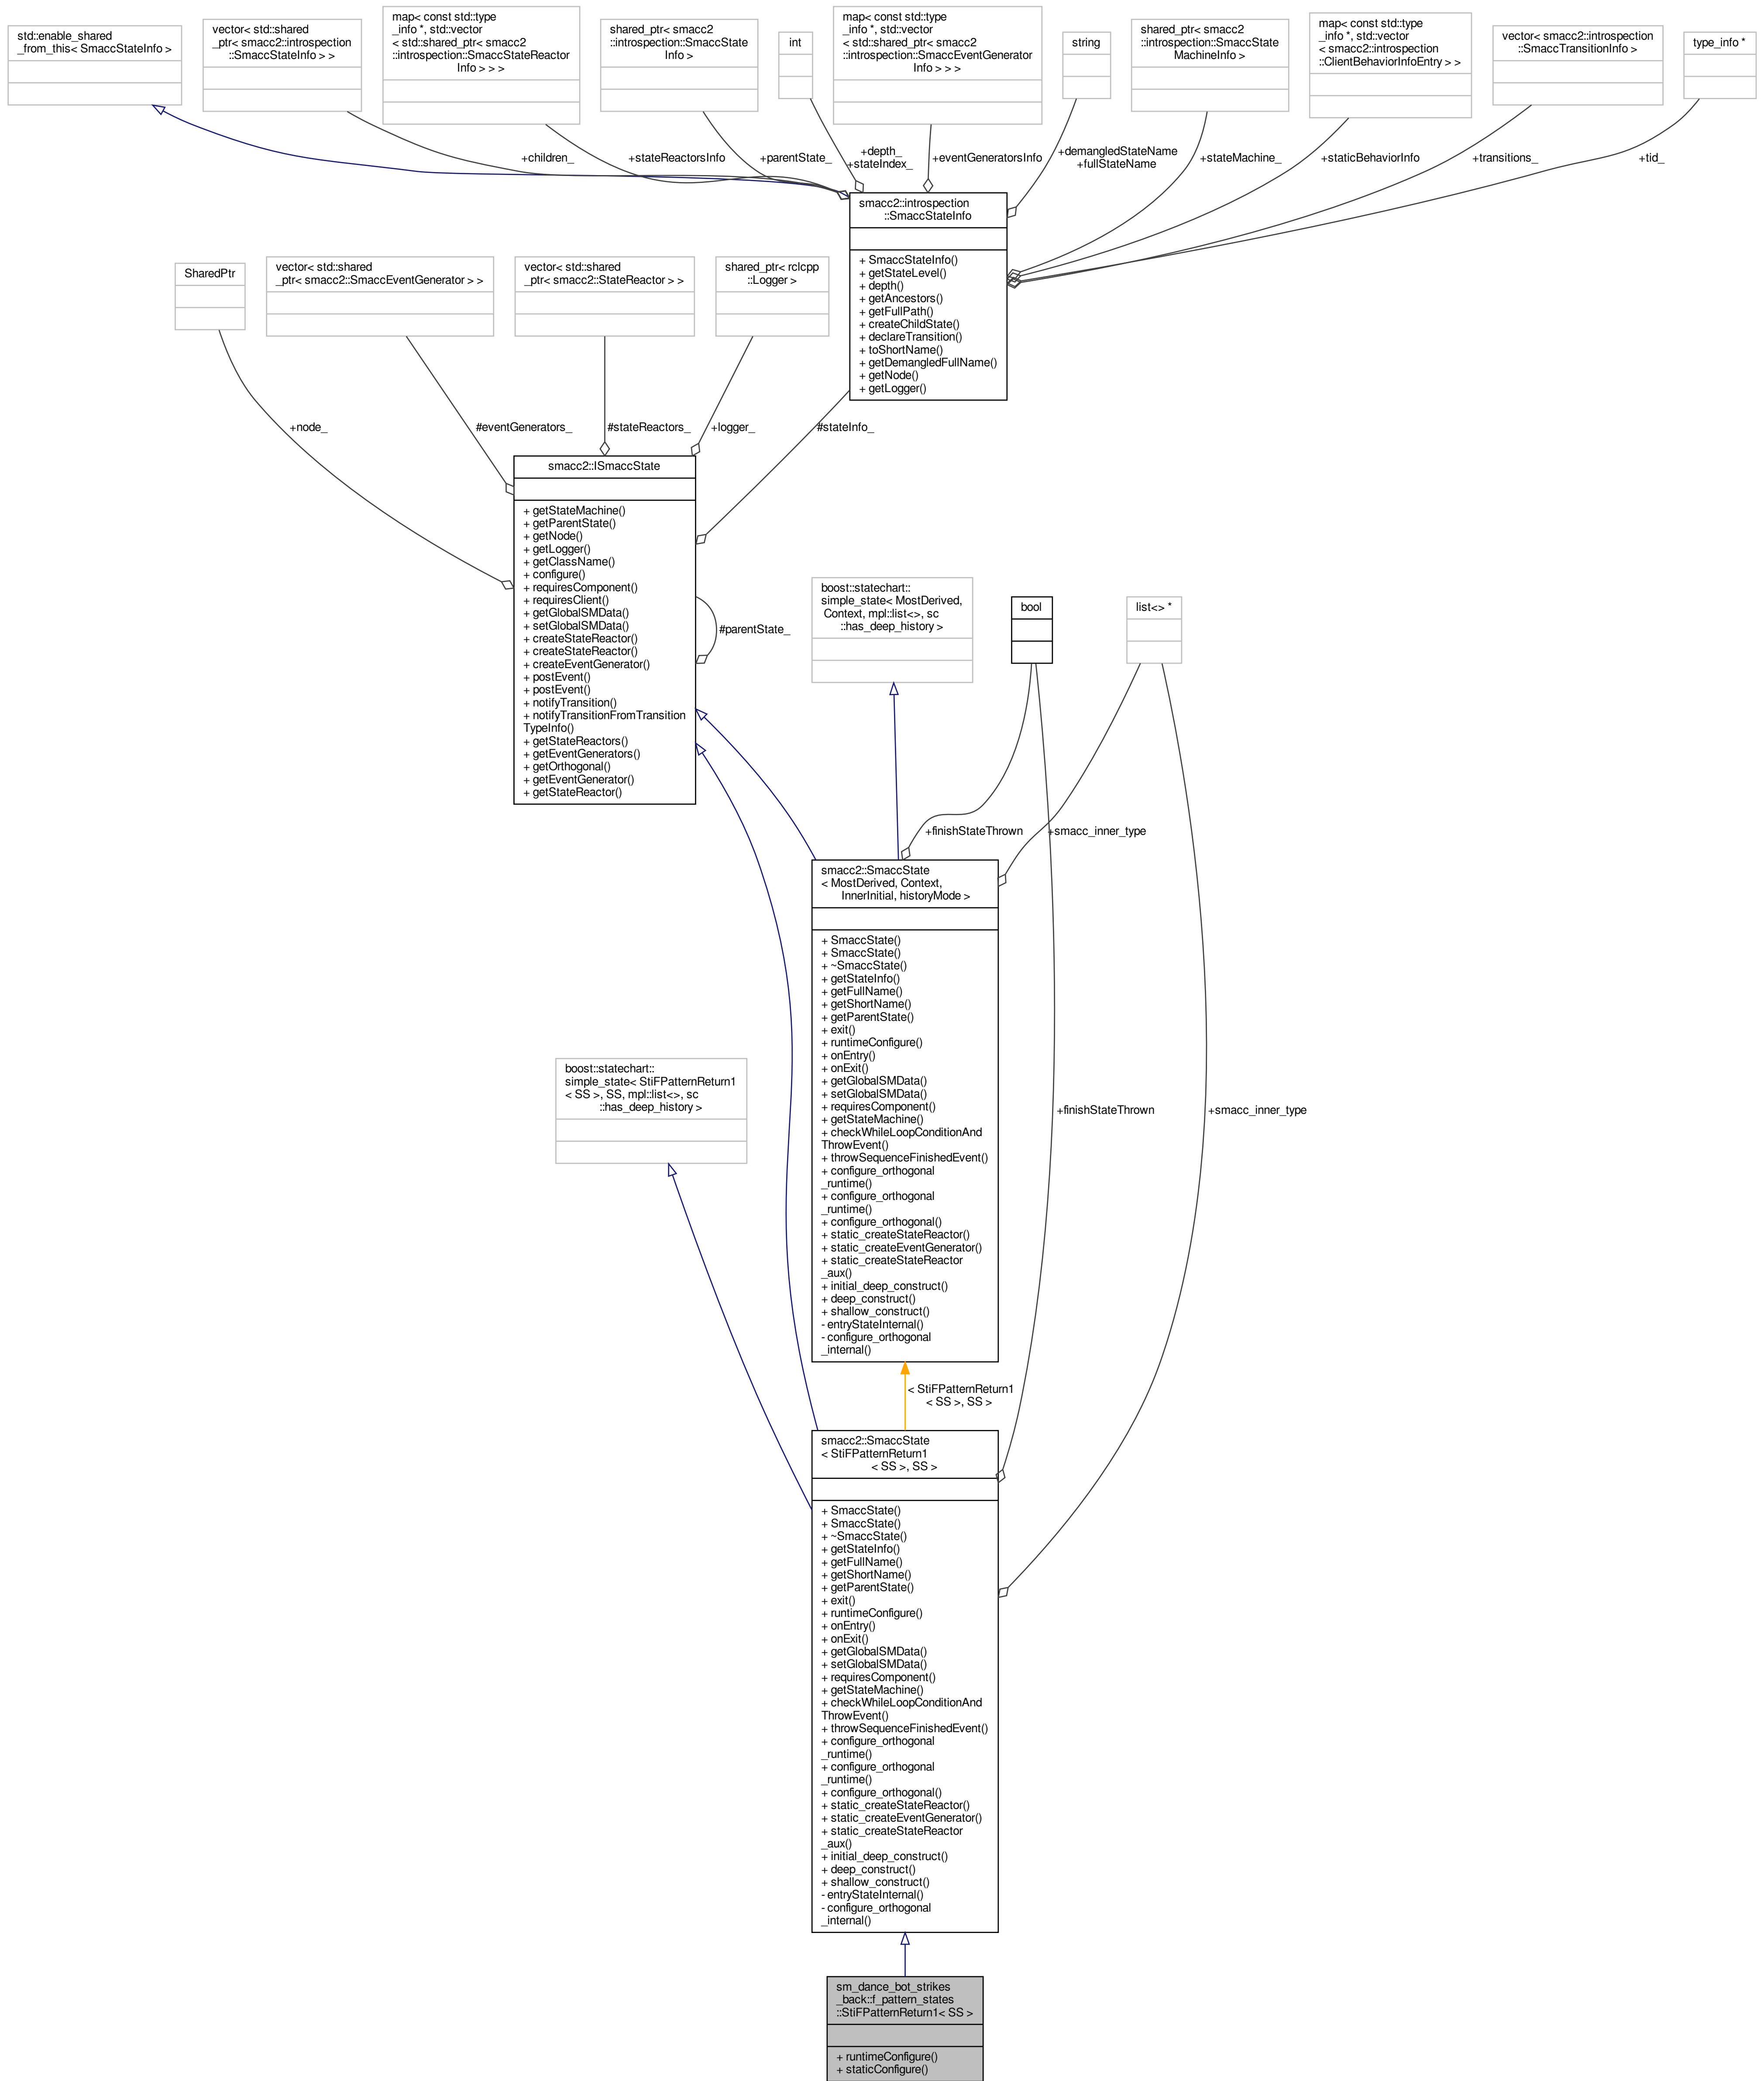 std::enable_shared
_from_this< SmaccStateInfo >
vector< std::shared
_ptr< smacc2::introspection
::SmaccStateInfo > >
map< const std::type
_info *, std::vector
< std::shared_ptr< smacc2
::introspection::SmaccStateReactor
Info > > >
shared_ptr< smacc2
::introspection::SmaccState
Info >
int
map< const std::type
_info *, std::vector
< std::shared_ptr< smacc2
::introspection::SmaccEventGenerator
Info > > >
string
shared_ptr< smacc2
::introspection::SmaccState
MachineInfo >
map< const std::type
_info *, std::vector
< smacc2::introspection
::ClientBehaviorInfoEntry > >
vector< smacc2::introspection
::SmaccTransitionInfo >
type_info *
+children_
+stateReactorsInfo
+parentState_
+depth_
+stateIndex_
+eventGeneratorsInfo
+demangledStateName
+fullStateName
+stateMachine_
+staticBehaviorInfo
+transitions_
+tid_
smacc2::introspection
::SmaccStateInfo
+ SmaccStateInfo()
+ getStateLevel()
+ depth()
+ getAncestors()
+ getFullPath()
+ createChildState()
+ declareTransition()
+ toShortName()
+ getDemangledFullName()
+ getNode()
+ getLogger()
SharedPtr
vector< std::shared
_ptr< smacc2::SmaccEventGenerator > >
vector< std::shared
_ptr< smacc2::StateReactor > >
shared_ptr< rclcpp
::Logger >
+node_
#eventGenerators_
#stateReactors_
+logger_
#stateInfo_
smacc2::ISmaccState
+ getStateMachine()
+ getParentState()
+ getNode()
+ getLogger()
+ getClassName()
+ configure()
+ requiresComponent()
+ requiresClient()
+ getGlobalSMData()
+ setGlobalSMData()
+ createStateReactor()
+ createStateReactor()
+ createEventGenerator()
+ postEvent()
+ postEvent()
+ notifyTransition()
+ notifyTransitionFromTransition
TypeInfo()
+ getStateReactors()
+ getEventGenerators()
+ getOrthogonal()
+ getEventGenerator()
+ getStateReactor()
#parentState_
boost::statechart::
simple_state< MostDerived,
Context, mpl::list<>, sc
::has_deep_history >
bool
list<> *
+finishStateThrown
+smacc_inner_type
smacc2::SmaccState
< MostDerived, Context,
InnerInitial, historyMode >
+ SmaccState()
+ SmaccState()
+ ~SmaccState()
+ getStateInfo()
+ getFullName()
+ getShortName()
+ getParentState()
+ exit()
+ runtimeConfigure()
+ onEntry()
+ onExit()
+ getGlobalSMData()
+ setGlobalSMData()
+ requiresComponent()
+ getStateMachine()
+ checkWhileLoopConditionAnd
ThrowEvent()
+ throwSequenceFinishedEvent()
+ configure_orthogonal
_runtime()
+ configure_orthogonal
_runtime()
+ configure_orthogonal()
+ static_createStateReactor()
+ static_createEventGenerator()
+ static_createStateReactor
_aux()
+ initial_deep_construct()
+ deep_construct()
+ shallow_construct()
- entryStateInternal()
- configure_orthogonal
_internal()
boost::statechart::
simple_state< StiFPatternReturn1
< SS >, SS, mpl::list<>, sc
::has_deep_history >
+finishStateThrown
+smacc_inner_type
< StiFPatternReturn1
< SS >, SS >
smacc2::SmaccState
< StiFPatternReturn1
< SS >, SS >
+ SmaccState()
+ SmaccState()
+ ~SmaccState()
+ getStateInfo()
+ getFullName()
+ getShortName()
+ getParentState()
+ exit()
+ runtimeConfigure()
+ onEntry()
+ onExit()
+ getGlobalSMData()
+ setGlobalSMData()
+ requiresComponent()
+ getStateMachine()
+ checkWhileLoopConditionAnd
ThrowEvent()
+ throwSequenceFinishedEvent()
+ configure_orthogonal
_runtime()
+ configure_orthogonal
_runtime()
+ configure_orthogonal()
+ static_createStateReactor()
+ static_createEventGenerator()
+ static_createStateReactor
_aux()
+ initial_deep_construct()
+ deep_construct()
+ shallow_construct()
- entryStateInternal()
- configure_orthogonal
_internal()
sm_dance_bot_strikes
_back::f_pattern_states
::StiFPatternReturn1< SS >
+ runtimeConfigure()
+ staticConfigure()